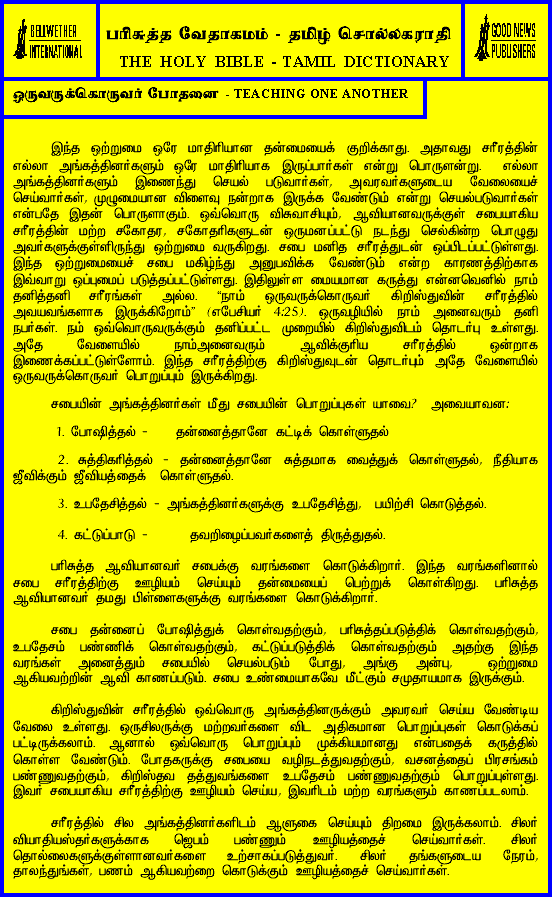 BELLWETHER
INTERNATIONAL
பரிசுத்த வேதாகமம் - தமிழ் சொல்லகராதி
THE HOLY BIBLE - TAMIL DICTIONARY
GOOD NEWS
PUBLISHERS
ஒருவருக்கொருவர் போதனை - TEACHING ONE ANOTHER
இந்த ஒற்றுமை ஒரே மாதிரியான தன்மையைக் குறிக்காது. அதாவது சரீரத்தின்
எல்லா அங்கத்தினர்களும் ஒரே மாதிரியாக இருப்பார்கள் என்று பொருளன்று. எல்லா
அங்கத்தினர்களும் இணைந்து செயல் படுவார்கள், அவரவர்களுடைய வேலையைச்
செய்வார்கள், முழுமையான விளைவு நன்றாக இருக்க வேண்டும் என்று செயல்படுவார்கள்
என்பதே இதன் பொருளாகும். ஒவ்வொரு விசுவாசியும், ஆவியானவருக்குள் சபையாகிய
சரீரத்தின் மற்ற சகோதர, சகோதரிகளுடன் ஒருமனப்பட்டு நடந்து செல்கின்ற பொழுது
அவர்களுக்குள்ளிருந்து ஒற்றுமை வருகிறது. சபை மனித சரீரத்துடன் ஒப்பிடப்பட்டுள்ளது.
இந்த ஒற்றுமையைச் சபை மகிழ்ந்து அனுபவிக்க வேண்டும் என்ற காரணத்திற்காக
இவ்வாறு ஒப்புமைப் படுத்தப்பட்டுள்ளது. இதிலுள்ள மையமான கருத்து என்னவெனில் நாம்
தனித்தனி சரீரங்கள் அல்ல. “நாம் ஒருவருக்கொருவர் கிறிஸ்துவின் சரீரத்தில்
அவயவங்களாக இருக்கிறோம்” (எபேசியர் 4:25). ஒருவழியில் நாம் அனைவரும் தனி
நபர்கள். நம் ஒவ்வொருவருக்கும் தனிப்பட்ட முறையில் கிறிஸ்துவிடம் தொடர்பு உள்ளது.
அதே வேளையில் நாம்அனைவரும் ஆவிக்குரிய சரீரத்தில் ஒன்றாக
இணைக்கப்பட்டுள்ளோம். இந்த சரீரத்திற்கு கிறிஸ்துவுடன் தொடர்பும் அதே வேளையில்
ஒருவருக்கொருவர் பொறுப்பும் இருக்கிறது.
சபையின் அங்கத்தினர்கள் மீது சபையின் பொறுப்புகள் யாவை? அவையாவன:
1. போஷித்தல் - தன்னைத்தானே கட்டிக் கொள்ளுதல்
2. சுத்திகரித்தல் - தன்னைத்தானே சுத்தமாக வைத்துக் கொள்ளுதல், நீதியாக
ஜீவிக்கும் ஜீவியத்தைக் கொள்ளுதல்.
3. உபதேசித்தல் - அங்கத்தினர்களுக்கு உபதேசித்து, பயிற்சி கொடுத்தல்.
4. கட்டுப்பாடு - தவறிழைப்பவர்களைத் திருத்துதல்.
பரிசுத்த ஆவியானவர் சபைக்கு வரங்களை கொடுக்கிறார். இந்த வரங்களினால்
சபை சரீரத்திற்கு ஊழியம் செய்யும் தன்மையைப் பெற்றுக் கொள்கிறது. பரிசுத்த
ஆவியானவர் தமது பிள்ளைகளுக்கு வரங்களை கொடுக்கிறார்.
சபை தன்னைப் போஷித்துக் கொள்வதற்கும், பரிசுத்தப்படுத்திக் கொள்வதற்கும்,
உபதேசம் பண்ணிக் கொள்வதற்கும், கட்டுப்படுத்திக் கொள்வதற்கும் அதற்கு இந்த
வரங்கள் அனைத்தும் சபையில் செயல்படும் போது, அங்கு அன்பு, ஒற்றுமை
ஆகியவற்றின் ஆவி காணப்படும். சபை உண்மையாகவே மீட்கும் சமுதாயமாக இருக்கும்.
கிறிஸ்துவின் சரீரத்தில் ஒவ்வொரு அங்கத்தினருக்கும் அவரவர் செய்ய வேண்டிய
வேலை உள்ளது. ஒருசிலருக்கு மற்றவர்களை விட அதிகமான பொறுப்புகள் கொடுக்கப்
பட்டிருக்கலாம். ஆனால் ஒவ்வொரு பொறுப்பும் முக்கியமானது என்பதைக் கருத்தில்
கொள்ள வேண்டும். போதகருக்கு சபையை வழிநடத்துவதற்கும், வசனத்தைப் பிரசங்கம்
பண்ணுவதற்கும், கிறிஸ்தவ தத்துவங்களை உபதேசம் பண்ணுவதற்கும் பொறுப்புள்ளது.
இவர் சபையாகிய சரீரத்திற்கு ஊழியம் செய்ய, இவரிடம் மற்ற வரங்களும் காணப்படலாம்.
சரீரத்தில் சில அங்கத்தினர்களிடம் ஆளுகை செய்யும் திறமை இருக்கலாம். சிலர்
வியாதியஸ்தர்களுக்காக ஜெபம் பண்ணும் ஊழியத்தைச் செய்வார்கள். சிலர்
தொல்லைகளுக்குள்ளானவர்களை உற்சாகப்படுத்துவர். சிலர் தங்களுடைய நேரம்,
தாலந்துங்கள், பணம் ஆகியவற்றை கொடுக்கும் ஊழியத்தைச் செய்வார்கள்.